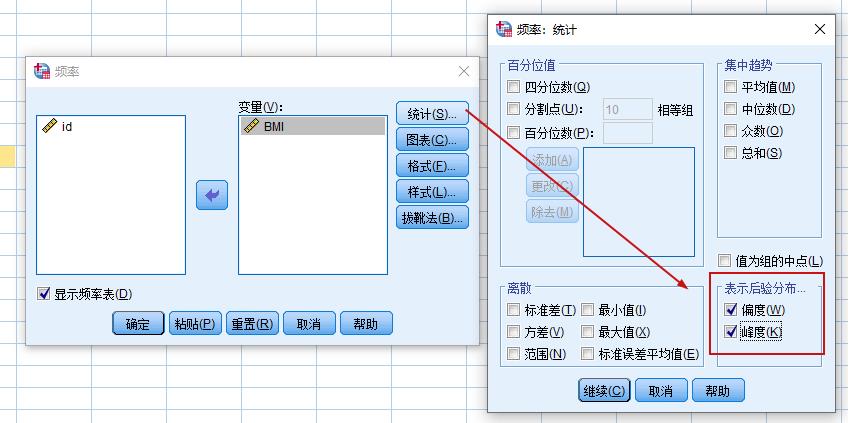 频率
变量(V):
id
BMI
统计(S)...
图表(C)...
格式(F)...
样式(L)...
拔靴法(B)...
显示频率表(D)
确定
粘贴(P)
重置(R)
取消
帮助
频率: 统计
百分位值
四分位数(Q)
分割点(U): 10 相等组
百分位数(P):
添加(A)
更改(C)
除去(M)
集中趋势
平均值(M)
中位数(D)
众数(O)
总和(S)
值为组的中点(L)
离散
标准差(T) 最小值(I)
方差(V) 最大值(X)
范围(N) 标准误差平均值(E)
表示后验分布...
偏度(W)
峰度(K)
继续(C)
取消
帮助